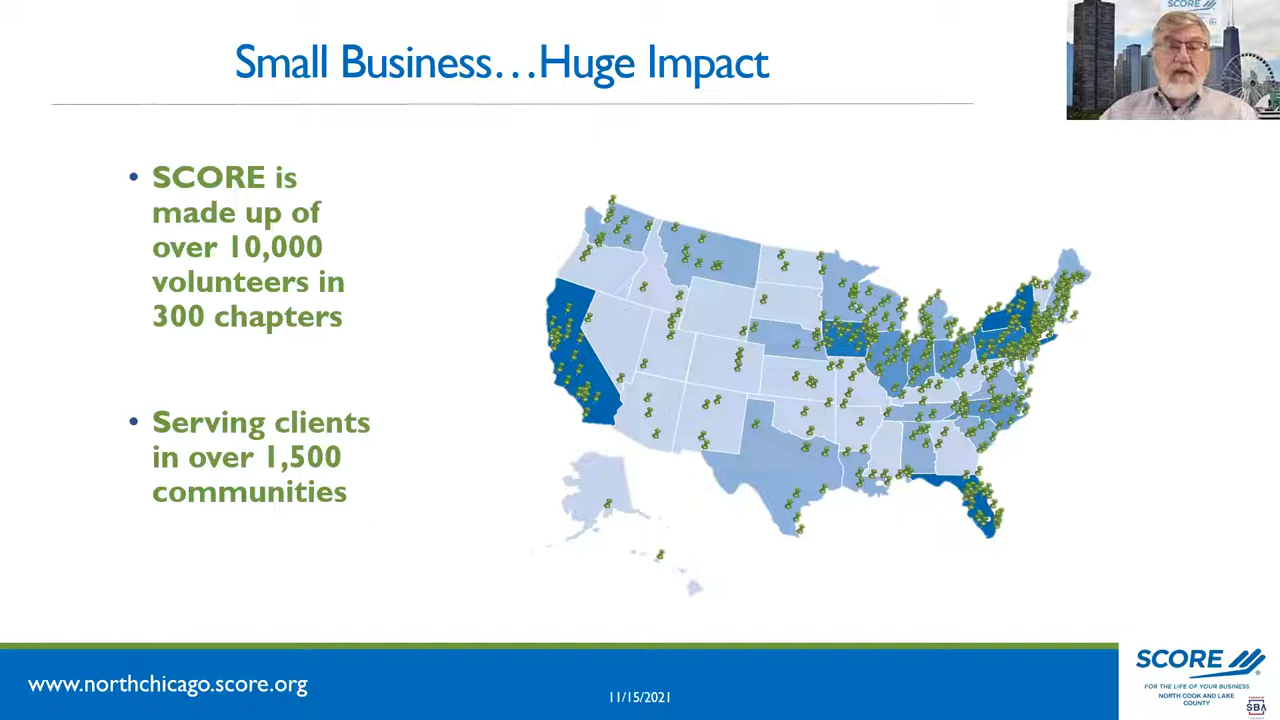 Small Business…Huge Impact
SCORE
• SCORE is
made up of
over 10,000
volunteers in
300 chapters
• Serving clients
in over 1,500
communities
www.northchicago.score.org
11/15/2021
SCORE
FOR THE LIFE OF YOUR BUSINESS
NORTH COOK AND LAKE
COUNTY
SBA